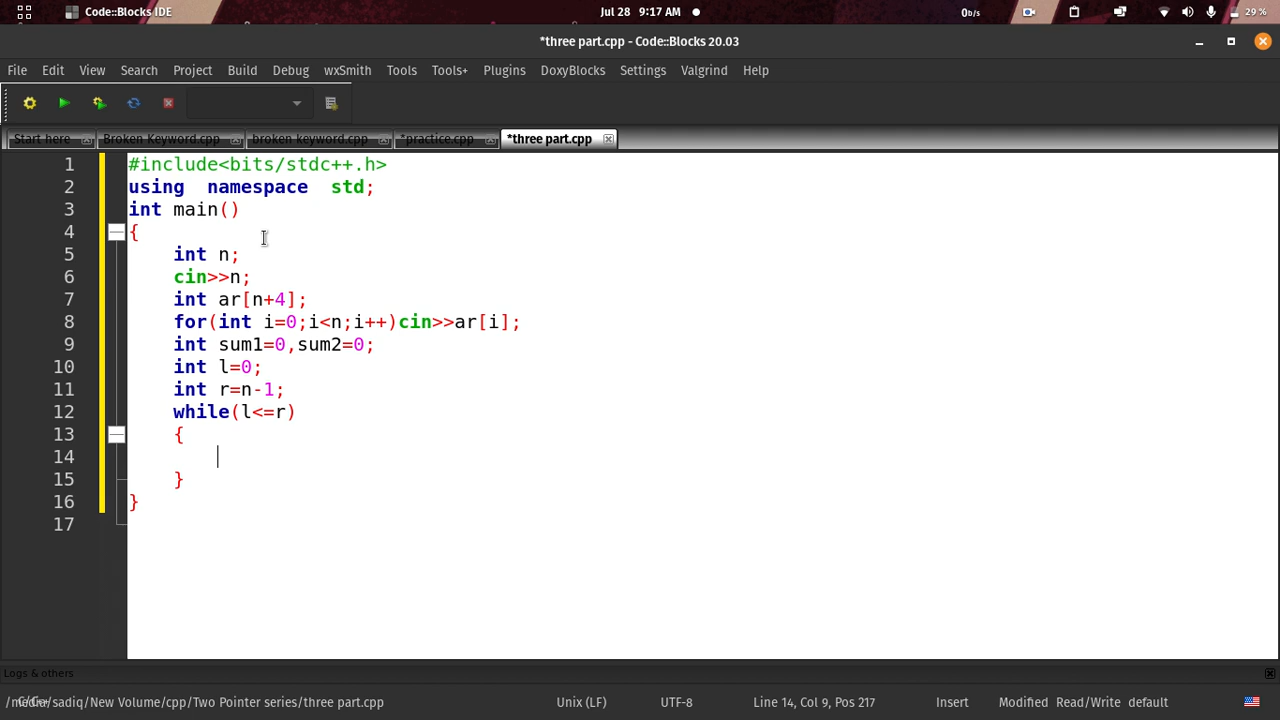 Code::Blocks IDE
Jul 28 9:17 AM
0b/s
29 %
*three part.cpp - Code::Blocks 20.03
File Edit View Search Project Build Debug wxSmith Tools Tools+ Plugins DoxyBlocks Settings Valgrind Help
Start here Broken Keyword.cpp broken keyword.cpp *practice.cpp *three part.cpp
1 #include<bits/stdc++.h>
2 using namespace std;
3 int main()
4 {
5 int n;
6 cin>>n;
7 int ar[n+4];
8 for(int i=0;i<n;i++)cin>>ar[i];
9 int sum1=0,sum2=0;
10 int l=0;
11 int r=n-1;
12 while(l<=r)
13 {
14
15 }
16 }
17
Logs & others
/media/sadiq/New Volume/cpp/Two Pointer series/three part.cpp Unix (LF) UTF-8 Line 14, Col 9, Pos 217 Insert Modified Read/Write default